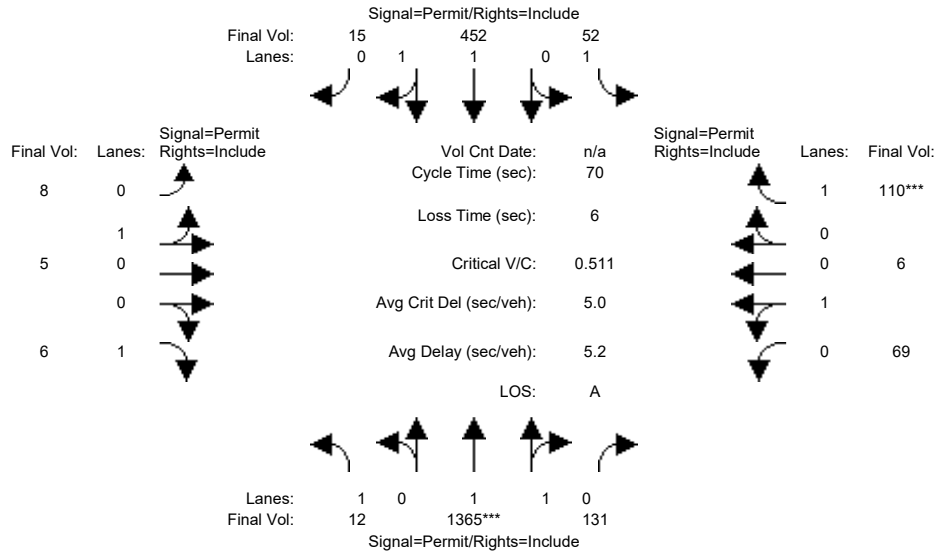 Signal=Permit/Rights=Include
Final Vol: 15 452 52
Lanes: 0 1 1 0 1
Signal=Permit
Final Vol: Lanes: Rights=Include
Vol Cnt Date: n/a
Signal=Permit
Rights=Include Lanes: Final Vol:
Cycle Time (sec): 70
8 0
1 110***
Loss Time (sec): 6
1
0
5 0
Critical V/C: 0.511
0 6
0
Avg Crit Del (sec/veh): 5.0
1
6 1
Avg Delay (sec/veh): 5.2
0 69
LOS: A
Lanes: 1 0 1 1 0
Final Vol: 12 1365*** 131
Signal=Permit/Rights=Include